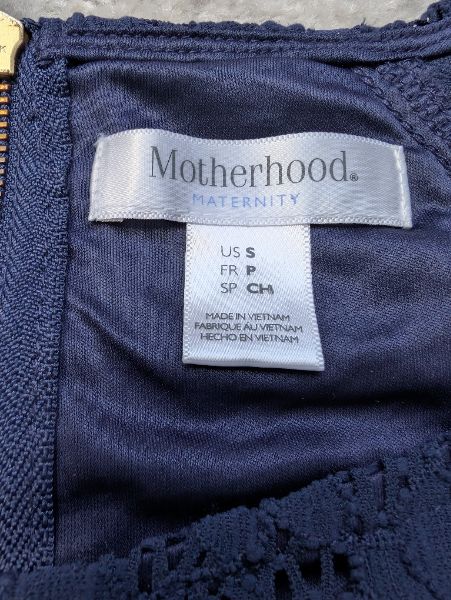 Motherhood®
MATERNITY
US S
FR P
SP CH
MADE IN VIETNAM
FABRIQUE AU VIETNAM
HECHO EN VIETNAM